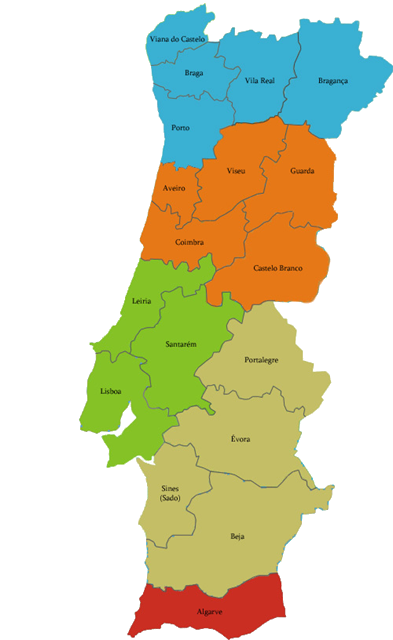 Viana do Castelo
Braga
Vila Real
Bragança
Porto
Viseu
Guarda
Aveiro
Coimbra
Castelo Branco
Leiria
Santarém
Portalegre
Lisboa
Évora
Sines
(Sado)
Beja
Algarve